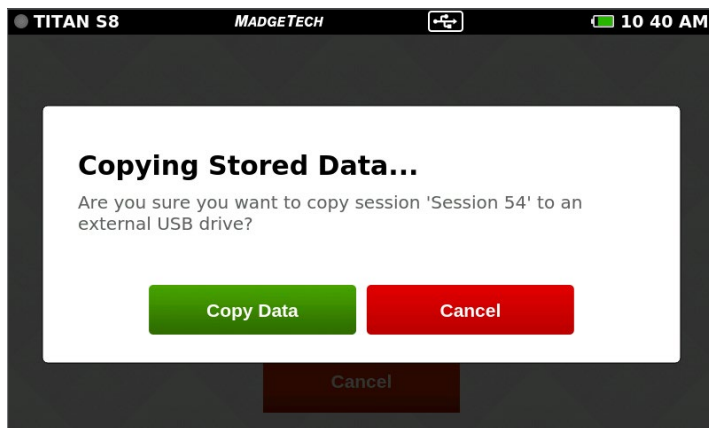 TITAN S8 MADGETECH 10 40 AM
Copying Stored Data...
Are you sure you want to copy session 'Session 54' to an
external USB drive?
Copy Data Cancel
Cancel